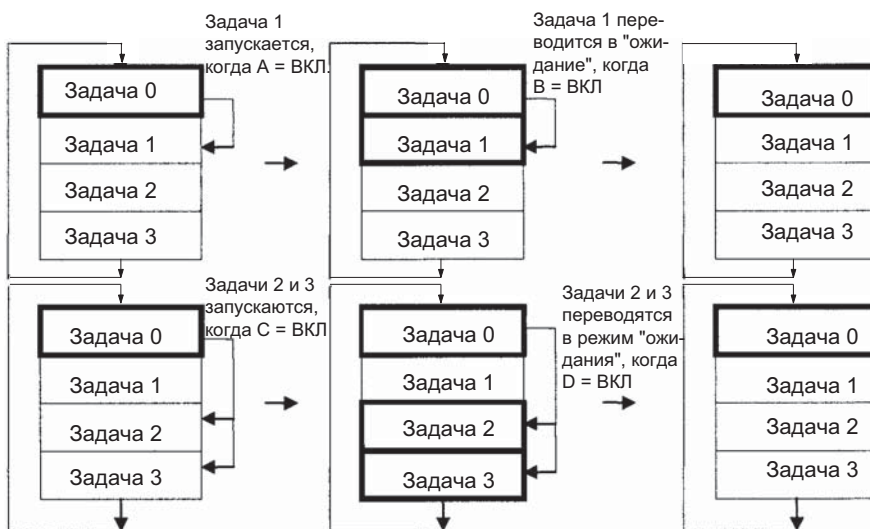 Задача 1
запускается,
когда A = ВКЛ.
Задача 0
Задача 1
Задача 2
Задача 3
Задача 1 пере-
водится в "ожи-
дание", когда
B = ВКЛ
Задача 0
Задача 1
Задача 2
Задача 3
Задача 0
Задача 1
Задача 2
Задача 3
Задачи 2 и 3
запускаются,
когда C = ВКЛ
Задача 0
Задача 1
Задача 2
Задача 3
Задачи 2 и 3
переводятся
в режим "ожи-
дания", когда
D = ВКЛ
Задача 0
Задача 1
Задача 2
Задача 3
Задача 0
Задача 1
Задача 2
Задача 3